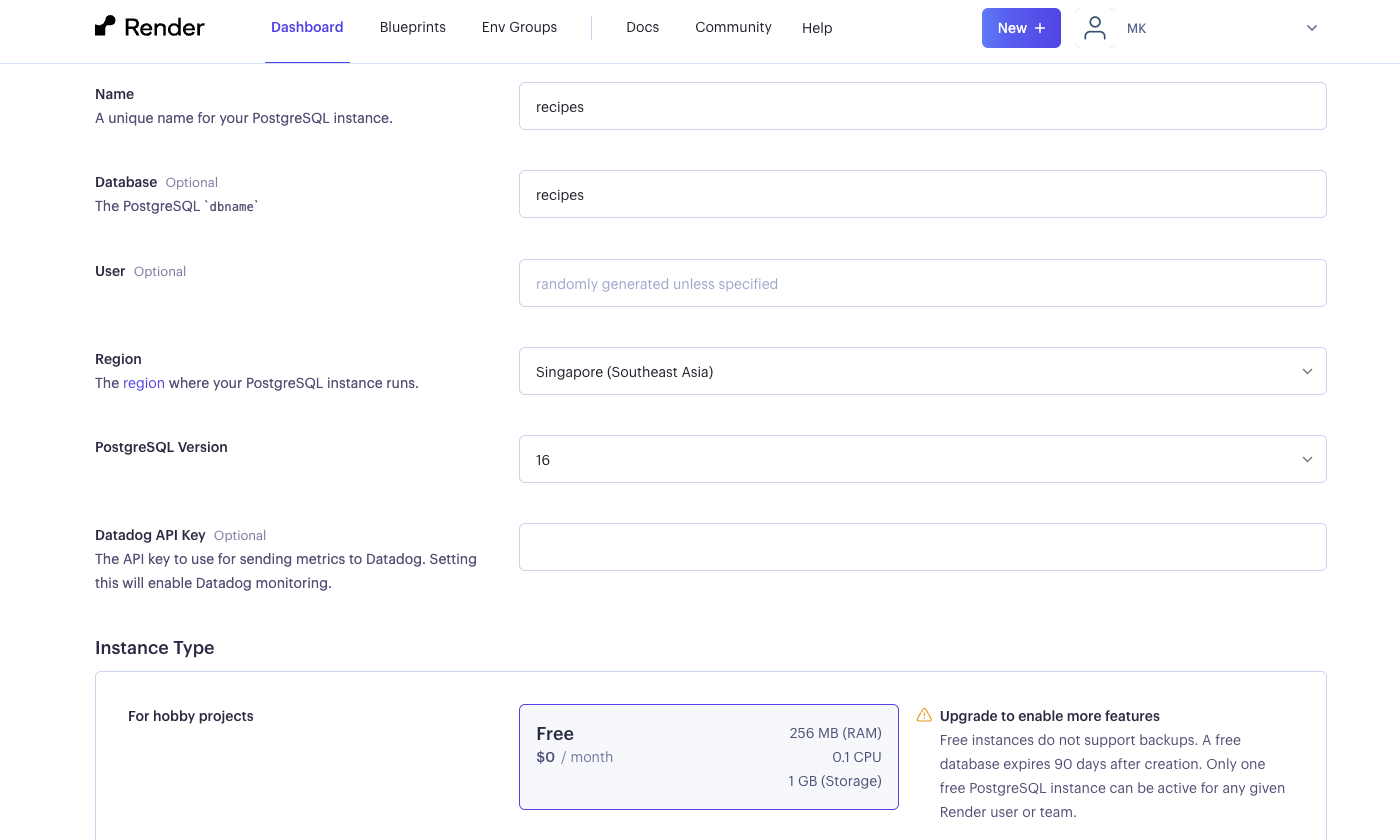 Render
Dashboard
Blueprints
Env Groups
Docs
Community
Help
New +
MK
Name
A unique name for your PostgreSQL instance.
recipes
Database Optional
The PostgreSQL `dbname`
recipes
User Optional
randomly generated unless specified
Region
The region where your PostgreSQL instance runs.
Singapore (Southeast Asia)
PostgreSQL Version
16
Datadog API Key Optional
The API key to use for sending metrics to Datadog. Setting
this will enable Datadog monitoring.
Instance Type
For hobby projects
Free
$0 / month
256 MB (RAM)
0.1 CPU
1 GB (Storage)
Upgrade to enable more features
Free instances do not support backups. A free
database expires 90 days after creation. Only one
free PostgreSQL instance can be active for any given
Render user or team.